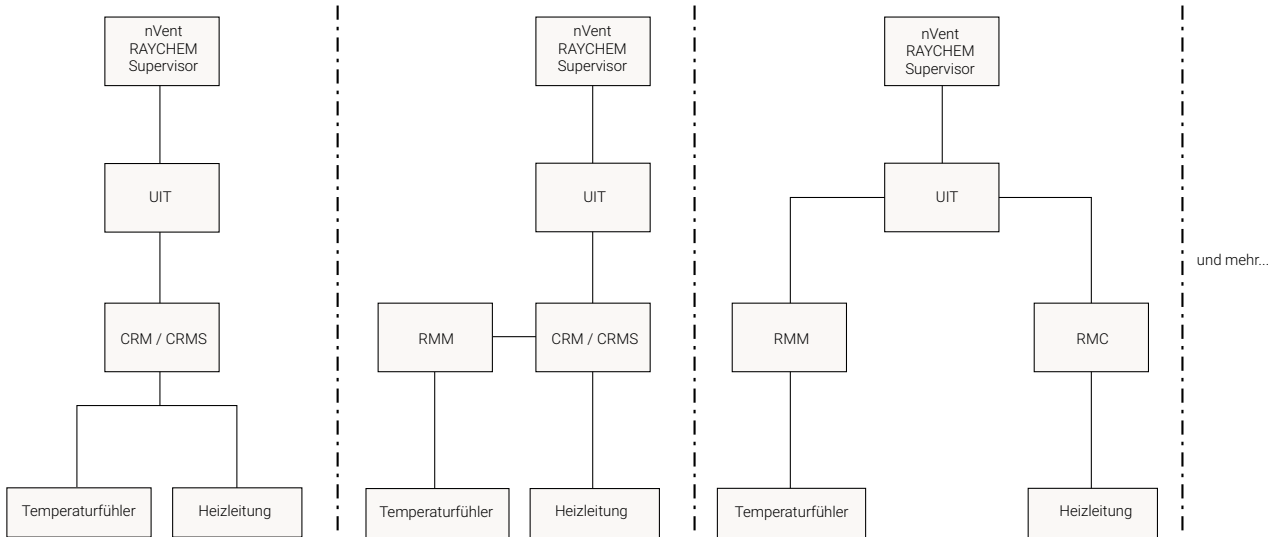 nVent
RAYCHEM
Supervisor
UIT
CRM / CRMS
Temperaturfühler
Heizleitung
nVent
RAYCHEM
Supervisor
UIT
RMM
CRM / CRMS
Temperaturfühler
Heizleitung
nVent
RAYCHEM
Supervisor
UIT
RMM
RMC
Temperaturfühler
Heizleitung
und mehr...